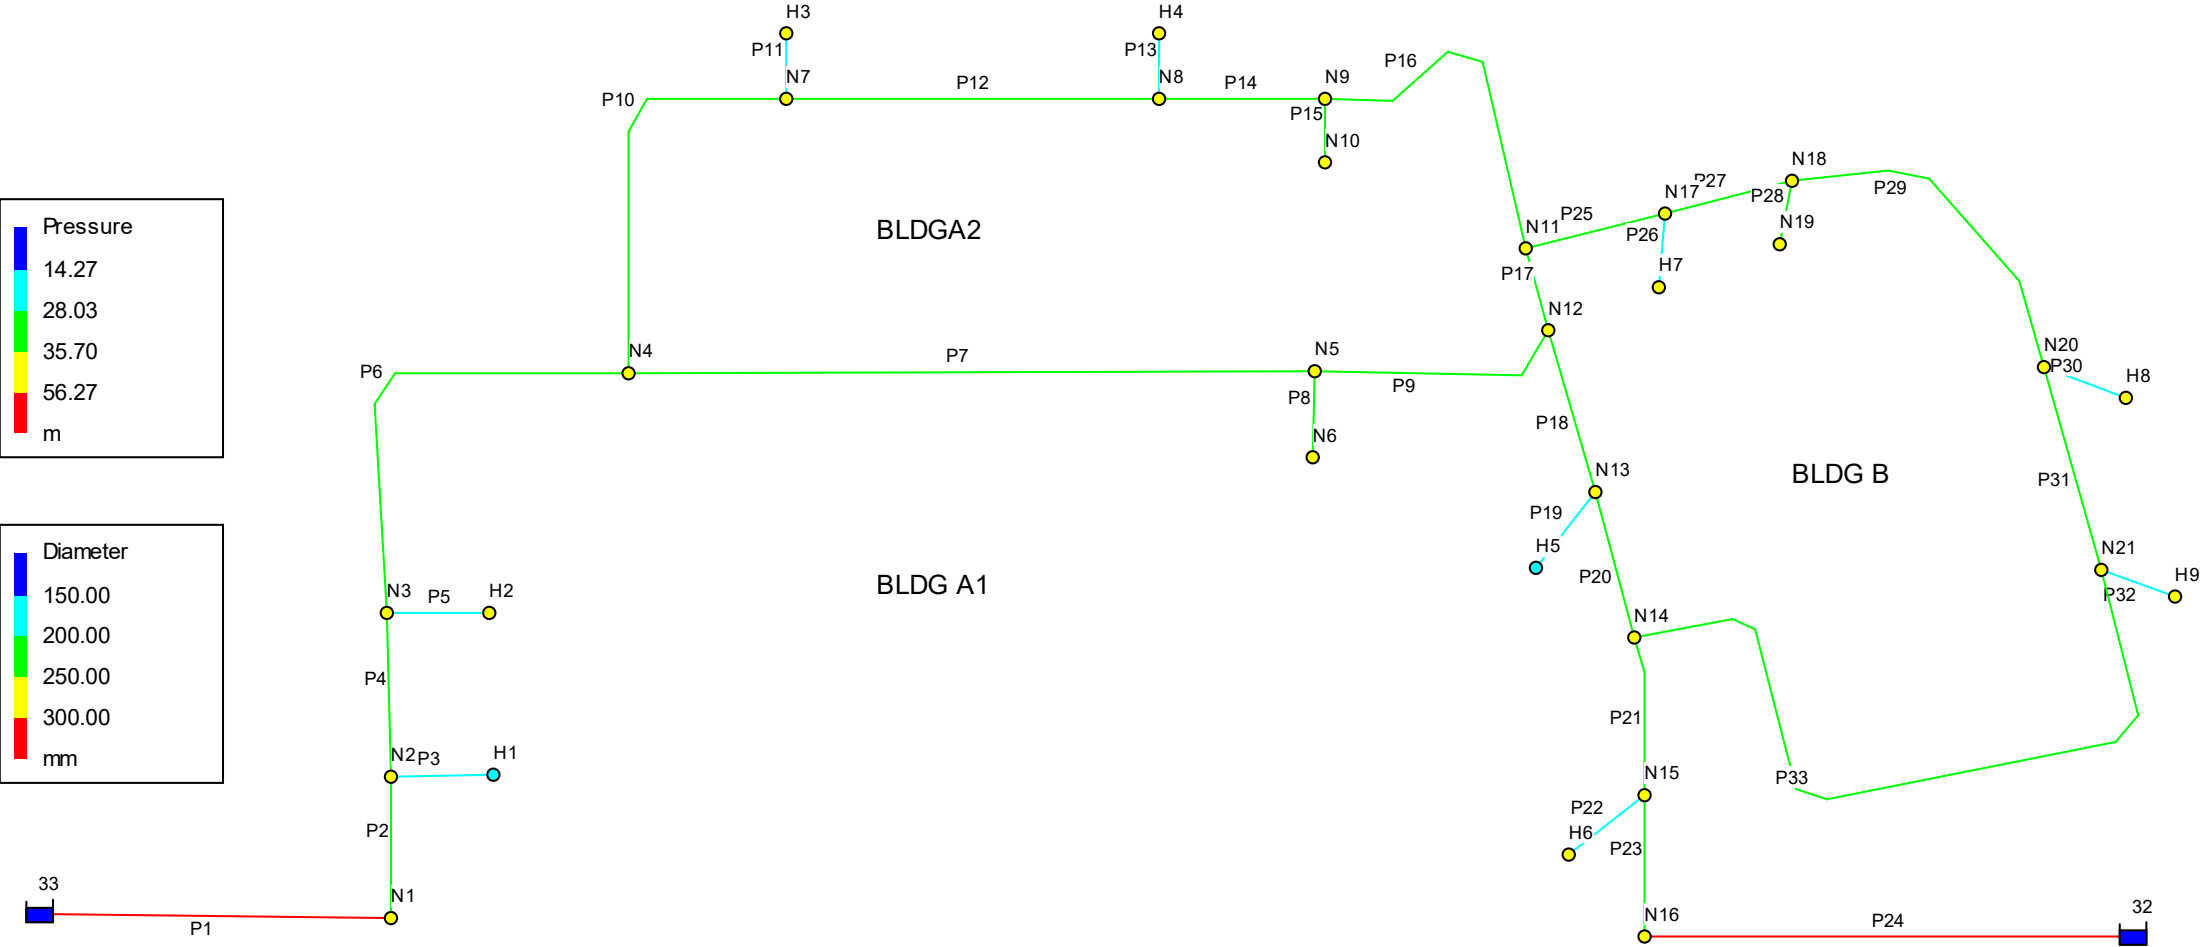 H3
H4
P11
P13
P16
N7
N8
N9
P12
P14
P10
P15
N10
N18
P27
P29
N17
P28
P25
N19
Pressure
14.27
28.03
35.70
56.27
m
BLDGA2
N11
P26
P17
H7
N12
N4
N5
N20
P6
P7
P30
P9
H8
P8
P18
N6
N13
BLDG B
P31
P19
Diameter
150.00
200.00
250.00
300.00
mm
H5
N21
P20
H9
BLDG A1
N3
P5
H2
P32
N14
P4
P21
N2
P3
H1
N15
P33
P22
P2
H6
P23
33
N1
32
N16
P24
P1